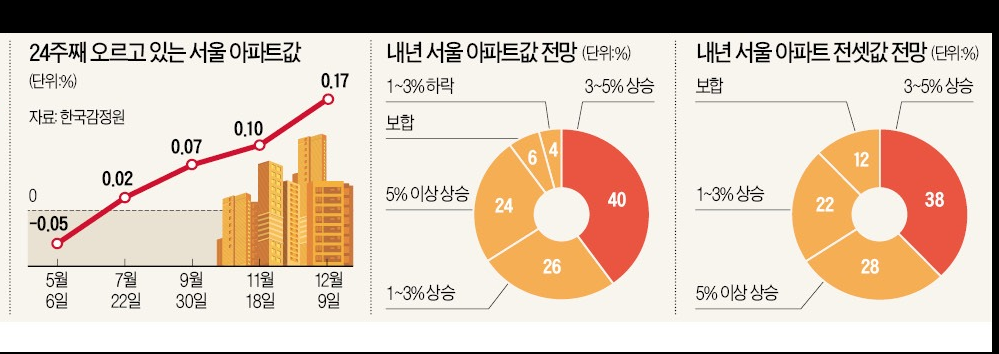 24주째 오르고 있는 서울 아파트값
(단위:%)
자료: 한국감정원
0
-0.05
0.02
0.07
0.10
0.17
5월 6일
7월 22일
9월 30일
11월 18일
12월 9일
내년 서울 아파트값 전망 (단위:%)
1~3% 하락
3~5% 상승
보합
5% 이상 상승
1~3% 상승
4
6
24
26
40
내년 서울 아파트 전셋값 전망 (단위:%)
보합
3~5% 상승
1~3% 상승
5% 이상 상승
12
22
28
38